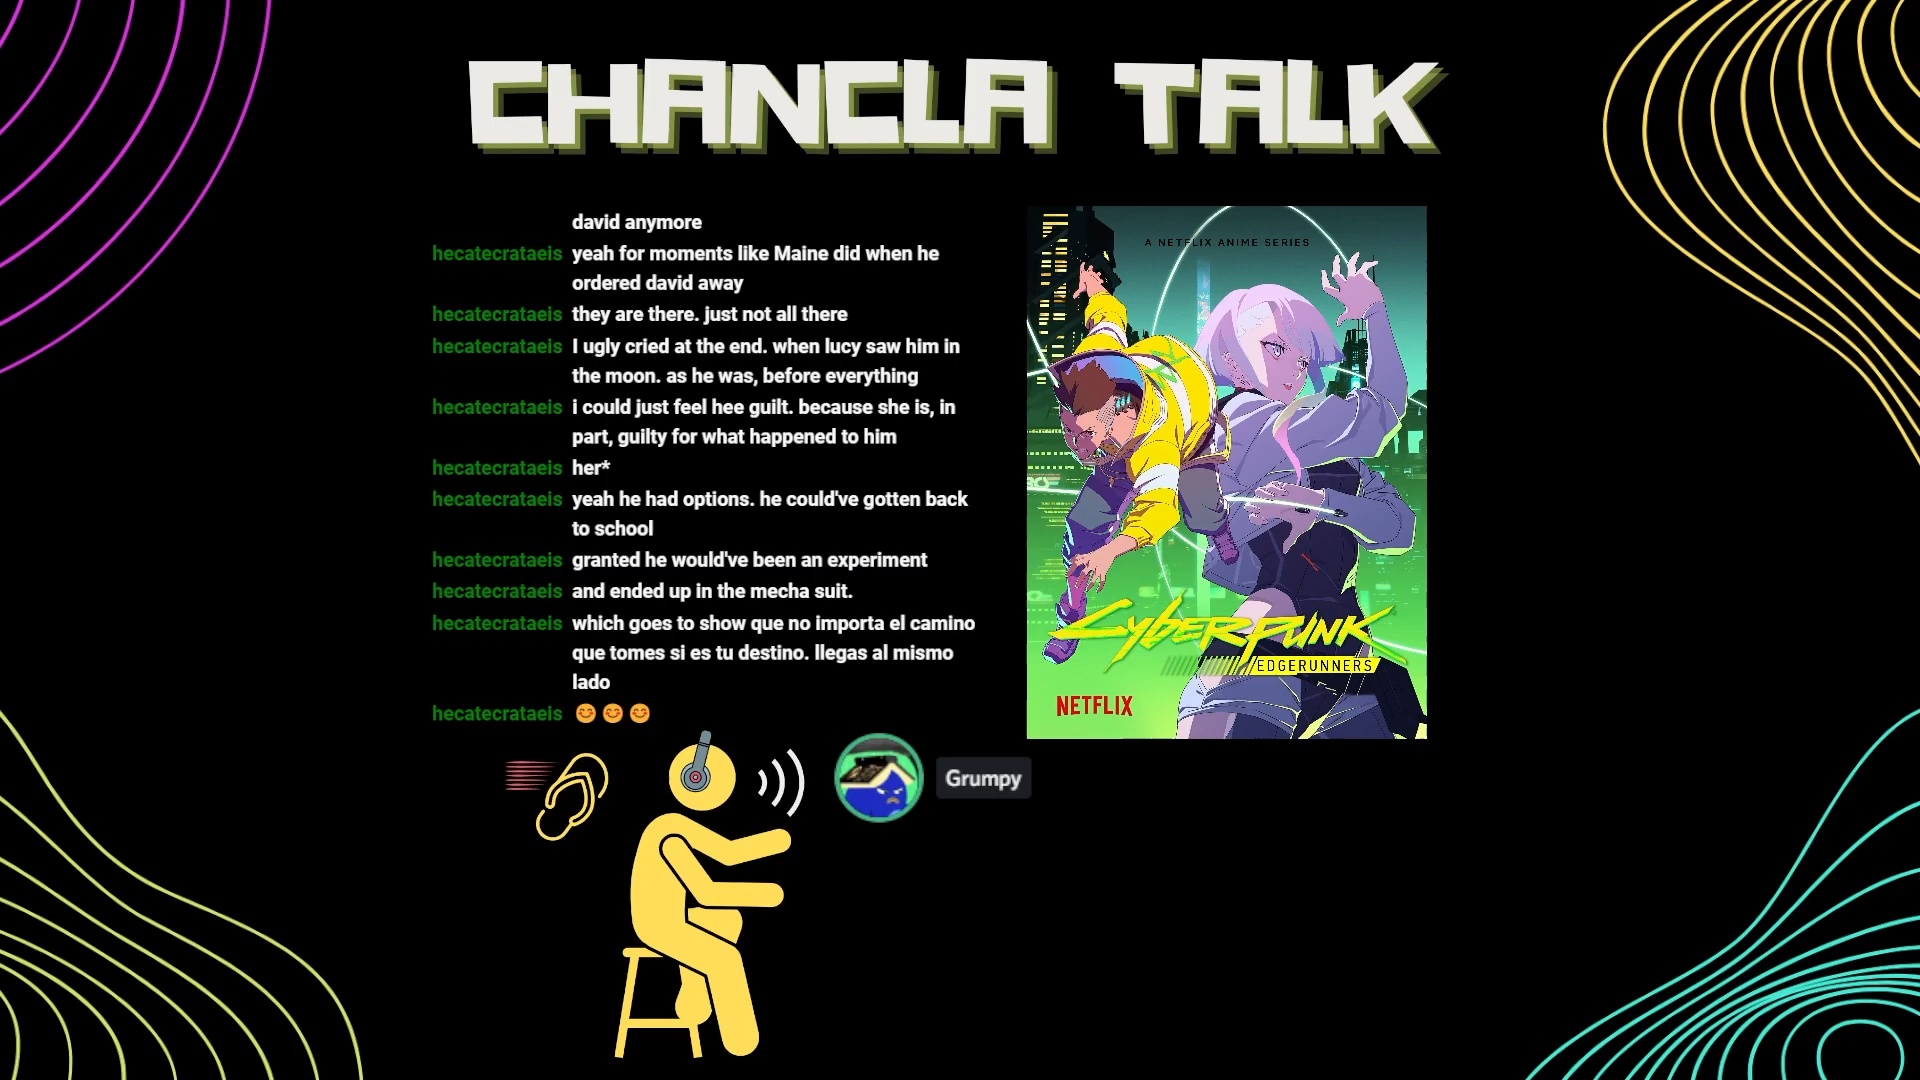 CHANCLA TALK
david anymore
hecatecrataeis yeah for moments like Maine did when he
ordered david away
hecatecrataeis they are there. just not all there
hecatecrataeis I ugly cried at the end. when lucy saw him in
the moon. as he was, before everything
hecatecrataeis i could just feel hee guilt. because she is, in
part, guilty for what happened to him
hecatecrataeis her*
hecatecrataeis yeah he had options. he could've gotten back
to school
hecatecrataeis granted he would've been an experiment
hecatecrataeis and ended up in the mecha suit.
hecatecrataeis which goes to show que no importa el camino
que tomes si es tu destino. llegas al mismo
lado
hecatecrataeis 😊 😊 😊
A NETFLIX ANIME SERIES
Cyberpunk
EDGERUNNERS
NETFLIX
Grumpy